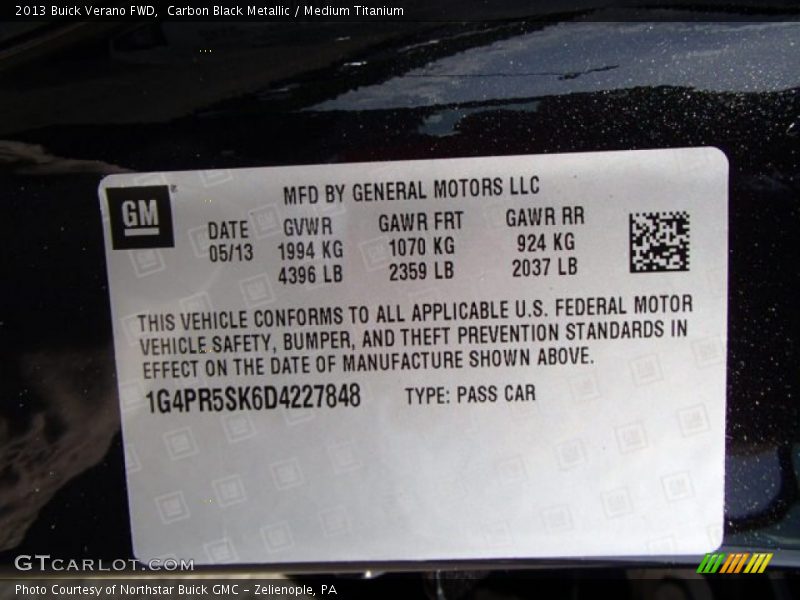 2013 Buick Verano FWD,  Carbon Black Metallic / Medium Titanium
GM
MFD BY GENERAL MOTORS LLC
DATE GVWR GAWR FRT GAWR RR
05/13 1994 KG 1070 KG 924 KG
4396 LB 2359 LB 2037 LB
THIS VEHICLE CONFORMS TO ALL APPLICABLE U.S. FEDERAL MOTOR
VEHICLE SAFETY, BUMPER, AND THEFT PREVENTION STANDARDS IN
EFFECT ON THE DATE OF MANUFACTURE SHOWN ABOVE.
1G4PR5SK6D4227848 TYPE: PASS CAR
GTCARLOT.COM
Photo Courtesy of Northstar Buick GMC - Zelienople, PA